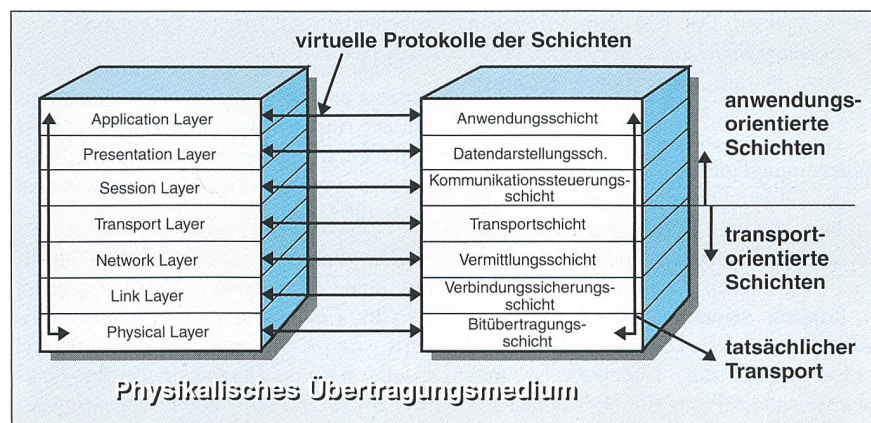 virtuelle Protokolle der Schichten
Application Layer
Presentation Layer
Session Layer
Transport Layer
Network Layer
Link Layer
Physical Layer
Anwendungsschicht
Datendarstellungssch.
Kommunikationssteuerungs-
schicht
Transportschicht
Vermittlungsschicht
Verbindungssicherungs-
schicht
Bitübertragungs-
schicht
anwendungs-
orientierte
Schichten
transport-
orientierte
Schichten
tatsächlicher
Transport
Physikalisches Übertragungsmedium